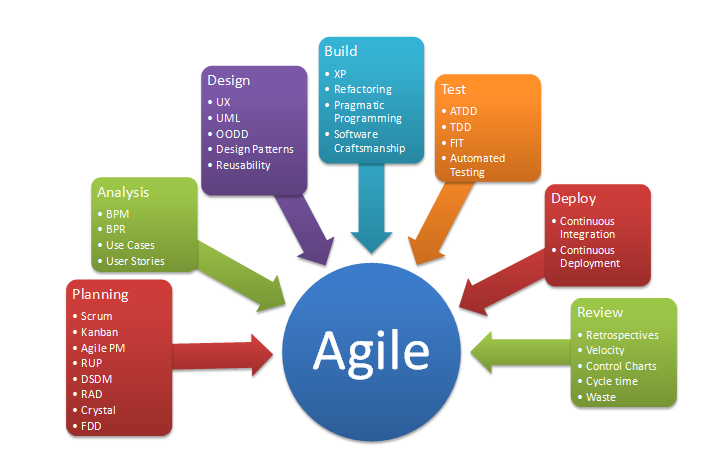 Planning
• Scrum
• Kanban
• Agile PM
• RUP
• DSDM
• RAD
• Crystal
• FDD
Analysis
• BPM
• BPR
• Use Cases
• User Stories
Design
• UX
• UML
• OODD
• Design Patterns
• Reusability
Build
• XP
• Refactoring
• Pragmatic
Programming
• Software
Craftsmanship
Test
• ATDD
• TDD
• FIT
• Automated
Testing
Deploy
• Continuous
Integration
• Continuous
Deployment
Review
• Retrospectives
• Velocity
• Control Charts
• Cycle time
• Waste
Agile